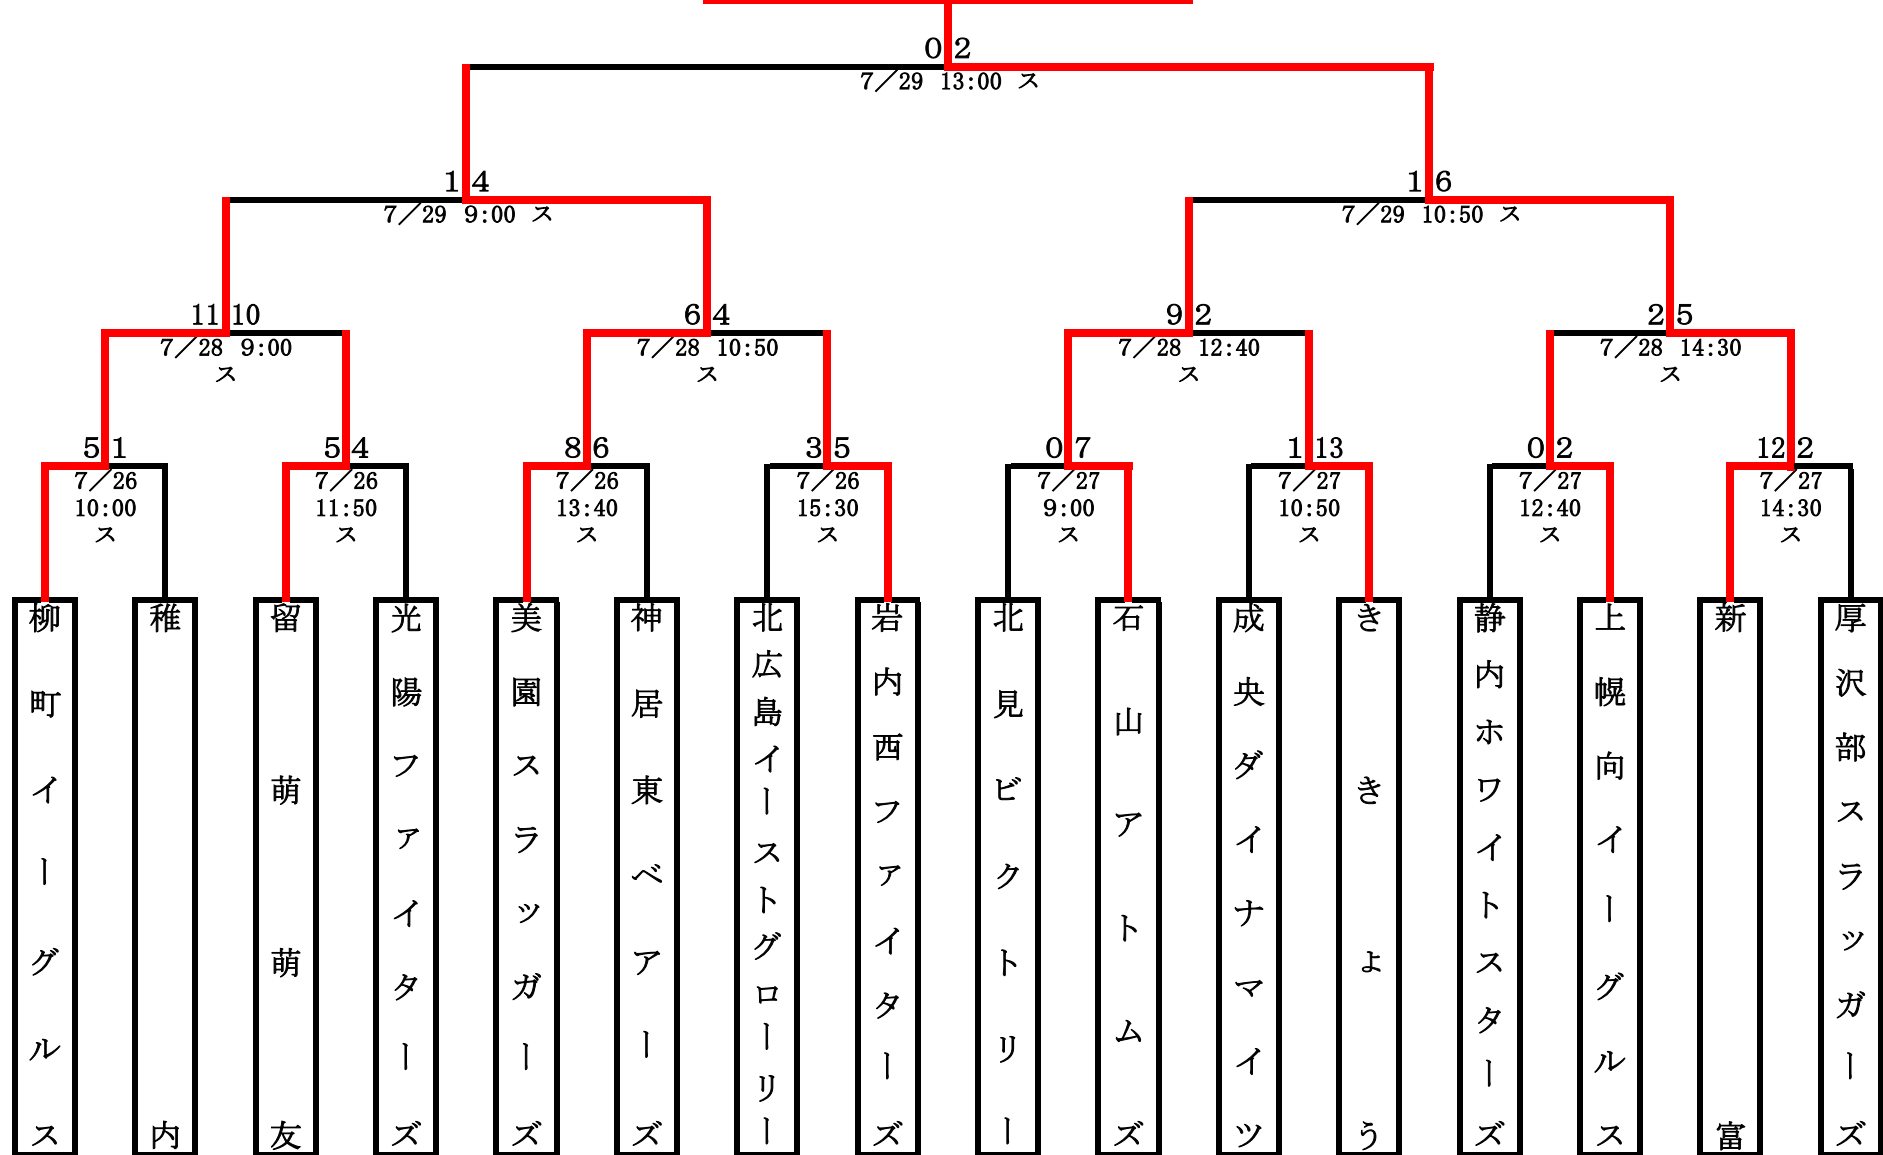 0 2
7／29 13:00 ス
1 4
7／29 9:00 ス
1 6
7／29 10:50 ス
11 10
7／28 9:00
ス
6 4
7／28 10:50
ス
9 2
7／28 12:40
ス
2 5
7／28 14:30
ス
5 1
7／26
10:00
ス
5 4
7／26
11:50
ス
8 6
7／26
13:40
ス
3 5
7／26
15:30
ス
0 7
7／27
9:00
ス
1 13
7／27
10:50
ス
0 2
7／27
12:40
ス
12 2
7／27
14:30
ス
柳町イーグルス
稚内
留萌萌友
光陽ファイターズ
美園スラッガーズ
神居東ベアーズ
北広島イーストグローリー
岩内西ファイターズ
北見ビクトリー
石山アトムズ
成央ダイナマイツ
ききょう
静内ホワイトスターズ
上幌向イーグルス
新富
厚沢部スラッガーズ